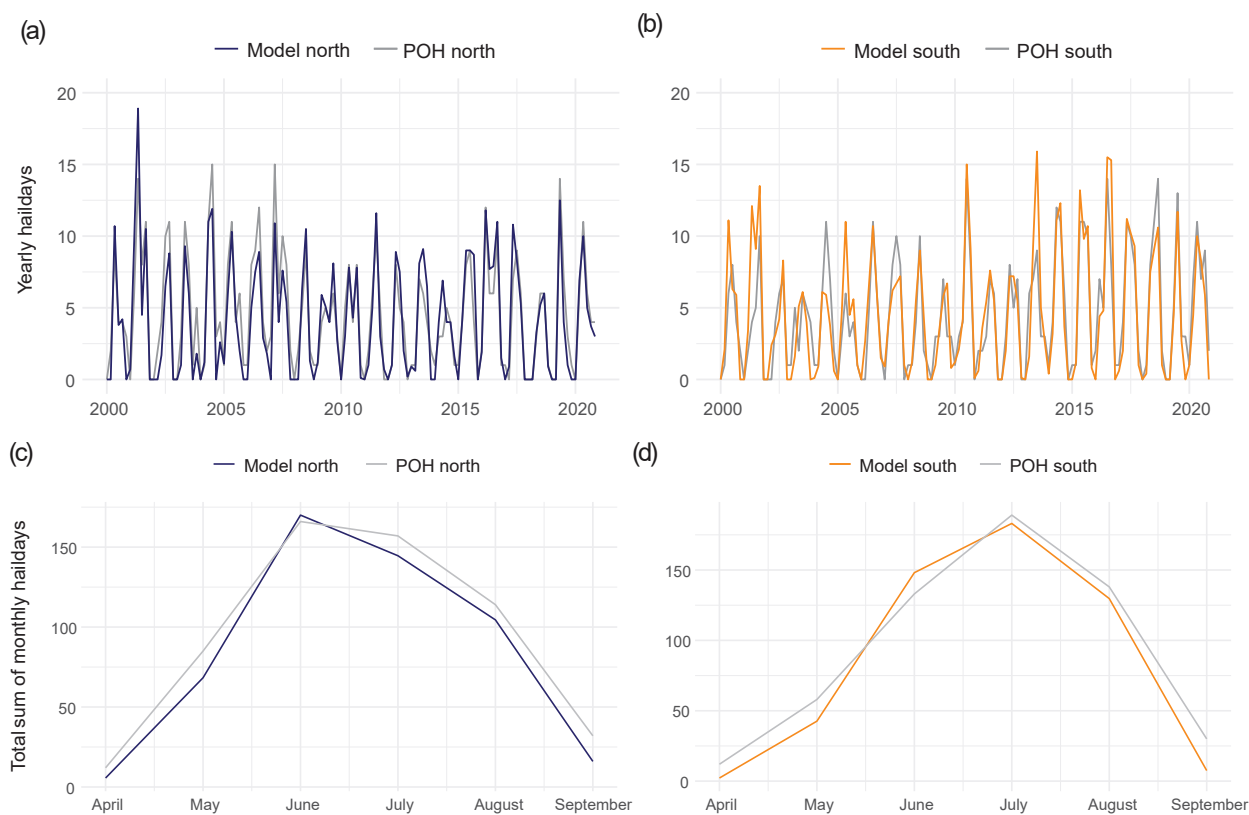 (a)
Model north POH north
Yearly haildays
20
15
10
5
0
2000 2005 2010 2015 2020
(b)
Model south POH south
20
15
10
5
0
2000 2005 2010 2015 2020
(c)
Model north POH north
Total sum of monthly haildays
150
100
50
0
April May June July August September
(d)
Model south POH south
150
100
50
0
April May June July August September